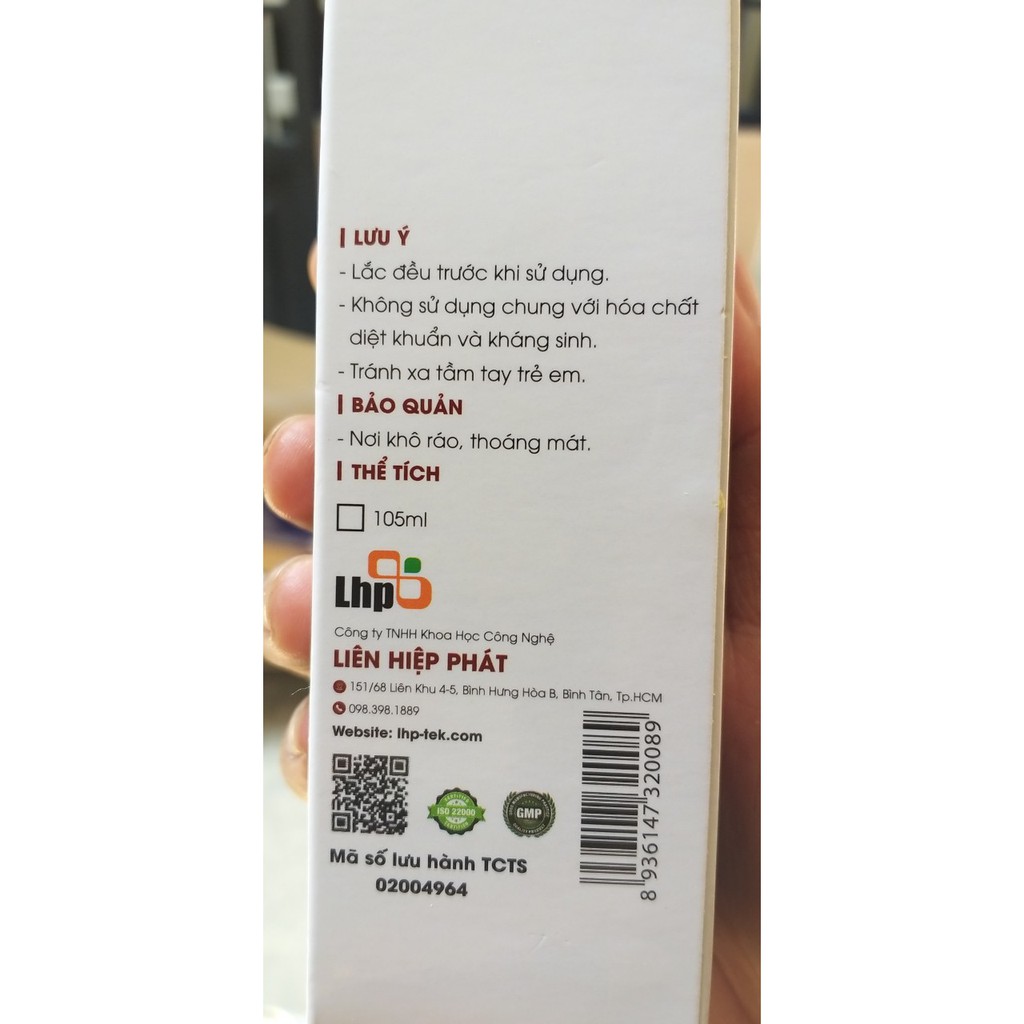 | LƯU Ý
- Lắc đều trước khi sử dụng.
- Không sử dụng chung với hóa chất
diệt khuẩn và kháng sinh.
- Tránh xa tầm tay trẻ em.
| BẢO QUẢN
- Nơi khô ráo, thoáng mát.
| THỂ TÍCH
105ml
Lhp
Công ty TNHH Khoa Học Công Nghệ
LIÊN HIỆP PHÁT
151/68 Liên Khu 4-5, Bình Hưng Hòa B, Bình Tân, Tp.HCM
098.398.1889
Website: lhp-tek.com
CERTIFIED
ISO 22000
CERTIFIED
GMP
Mã số lưu hành TCTS
02004964
8 936147 320089